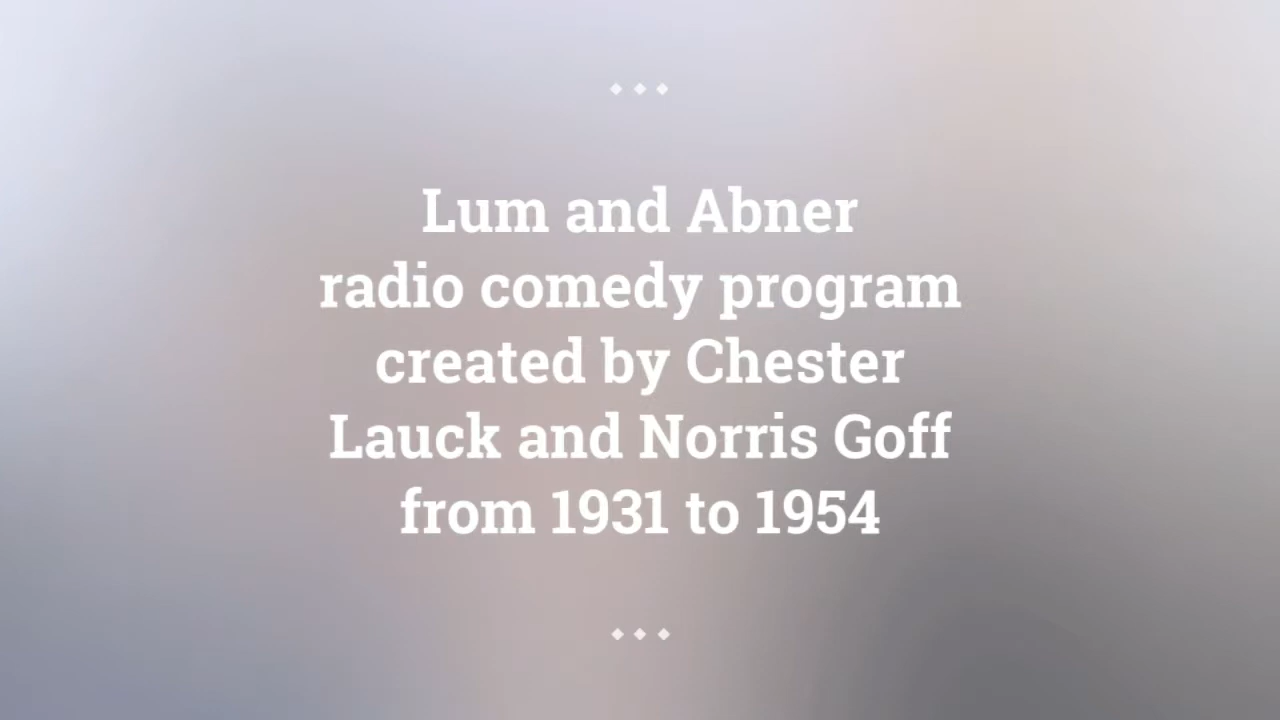 Lum and Abner
radio comedy program
created by Chester
Lauck and Norris Goff
from 1931 to 1954